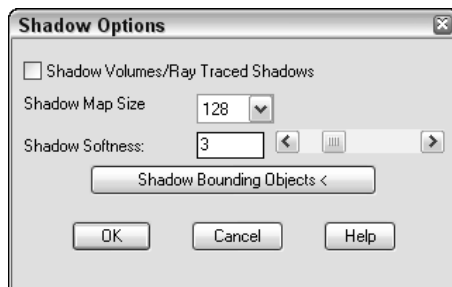 Shadow Options
Shadow Volumes/Ray Traced Shadows
Shadow Map Size 128
Shadow Softness: 3
Shadow Bounding Objects <
OK Cancel Help